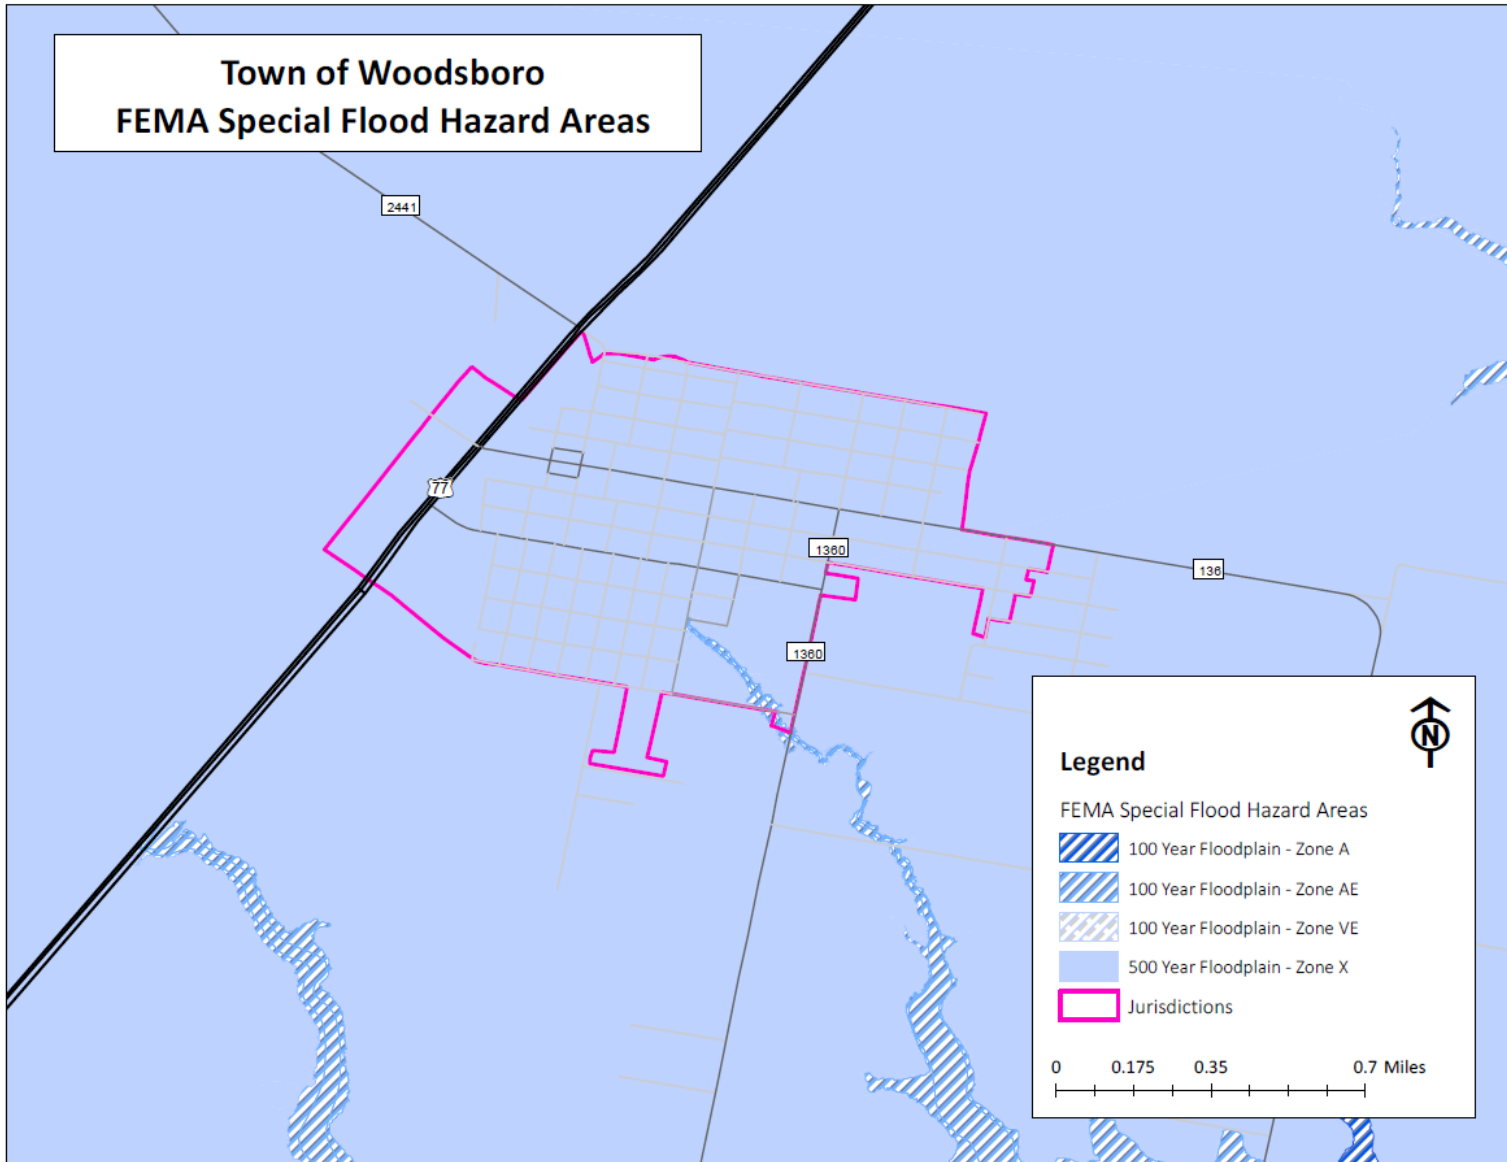 Town of Woodsboro
FEMA Special Flood Hazard Areas
2441
77
1360
136
1360
N
Legend
FEMA Special Flood Hazard Areas
100 Year Floodplain - Zone A
100 Year Floodplain - Zone AE
100 Year Floodplain - Zone VE
500 Year Floodplain - Zone X
Jurisdictions
0 0.175 0.35 0.7 Miles